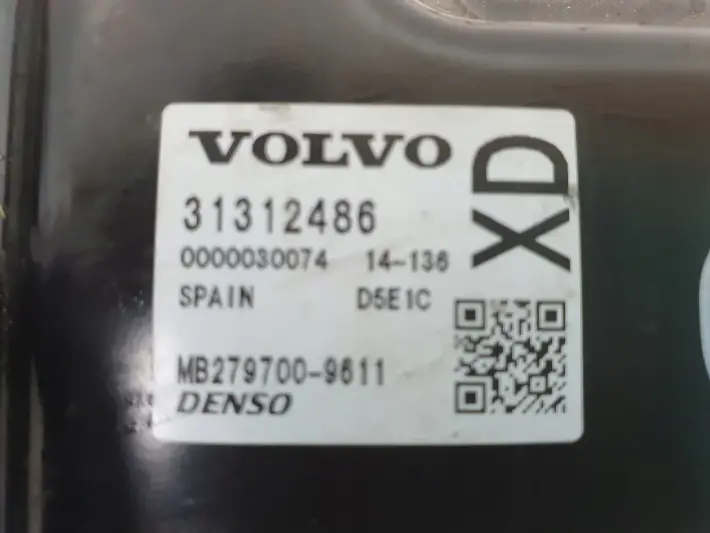 VOLVO
XD
31312486
0000030074 14-136
SPAIN D5E1C
MB279700-9611
DENSO